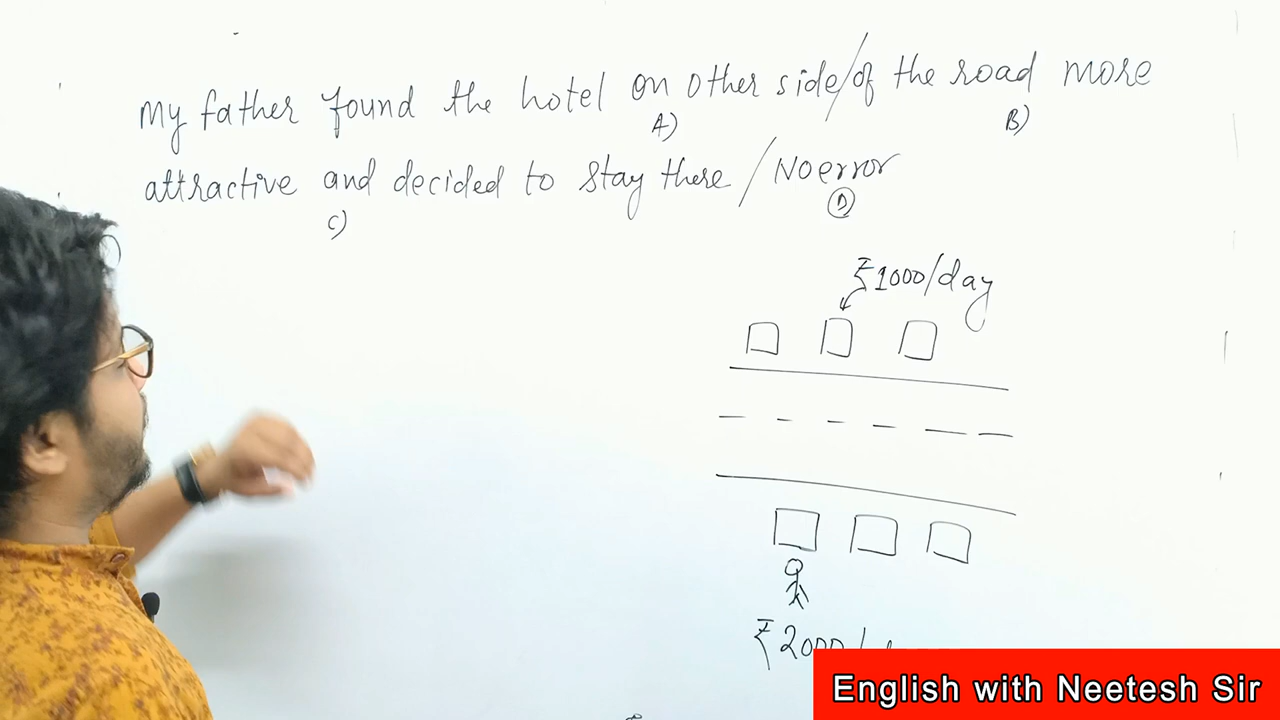 My father found the hotel on other side/of the road more
A) B)
attractive and decided to stay there / No error
C) D
₹1000/day
₹2000/
English with Neetesh Sir